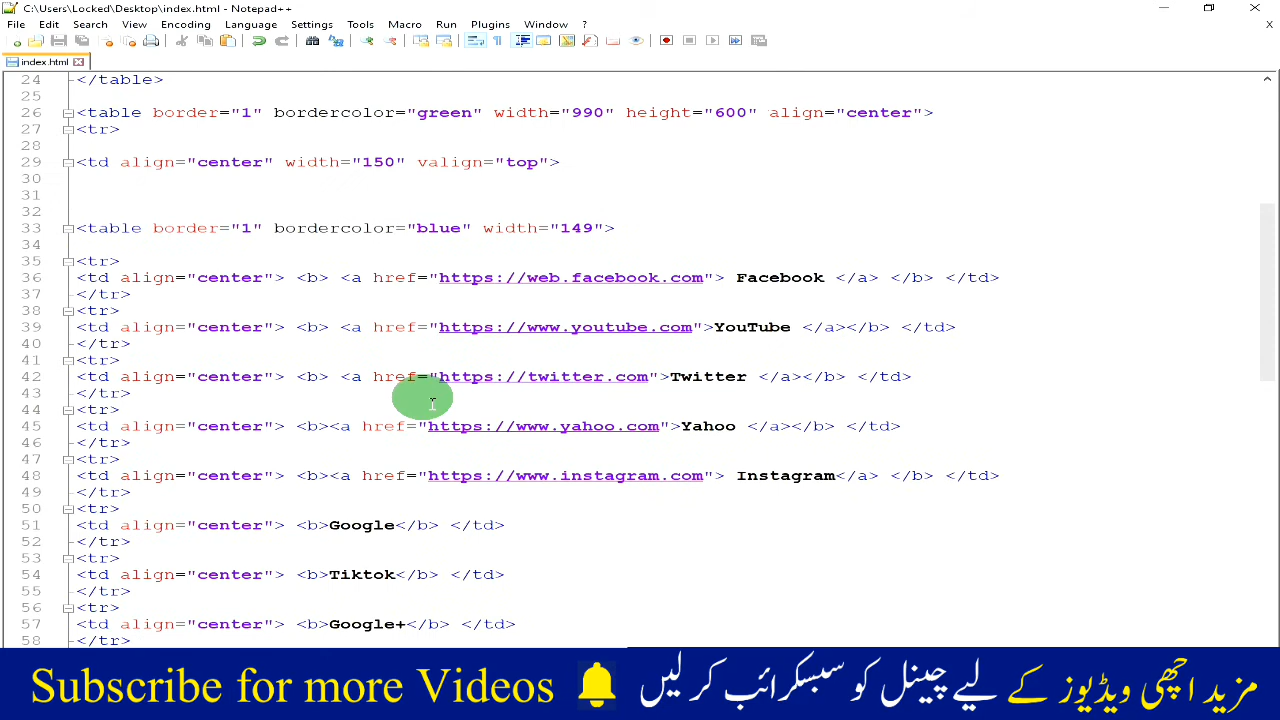 C:\Users\Locked\Desktop\index.html - Notepad++
File Edit Search View Encoding Language Settings Tools Macro Run Plugins Window ? X
index.html
24 </table>
25
26 <table border="1" bordercolor="green" width="990" height="600" align="center">
27 <tr>
28
29 <td align="center" width="150" valign="top">
30
31
32
33 <table border="1" bordercolor="blue" width="149">
34
35 <tr>
36 <td align="center"> <b> <a href="https://web.facebook.com"> Facebook </a> </b> </td>
37 </tr>
38 <tr>
39 <td align="center"> <b> <a href="https://www.youtube.com">YouTube </a></b> </td>
40 </tr>
41 <tr>
42 <td align="center"> <b> <a href="https://twitter.com">Twitter </a></b> </td>
43 </tr>
44 <tr>
45 <td align="center"> <b><a href="https://www.yahoo.com">Yahoo </a></b> </td>
46 </tr>
47 <tr>
48 <td align="center"> <b><a href="https://www.instagram.com"> Instagram</a> </b> </td>
49 </tr>
50 <tr>
51 <td align="center"> <b>Google</b> </td>
52 </tr>
53 <tr>
54 <td align="center"> <b>Tiktok</b> </td>
55 </tr>
56 <tr>
57 <td align="center"> <b>Google+</b> </td>
58 </tr>
Subscribe for more Videos
مزید اچھی ویڈیوز کے لیے چینل کو سبسکرائب کر لیں